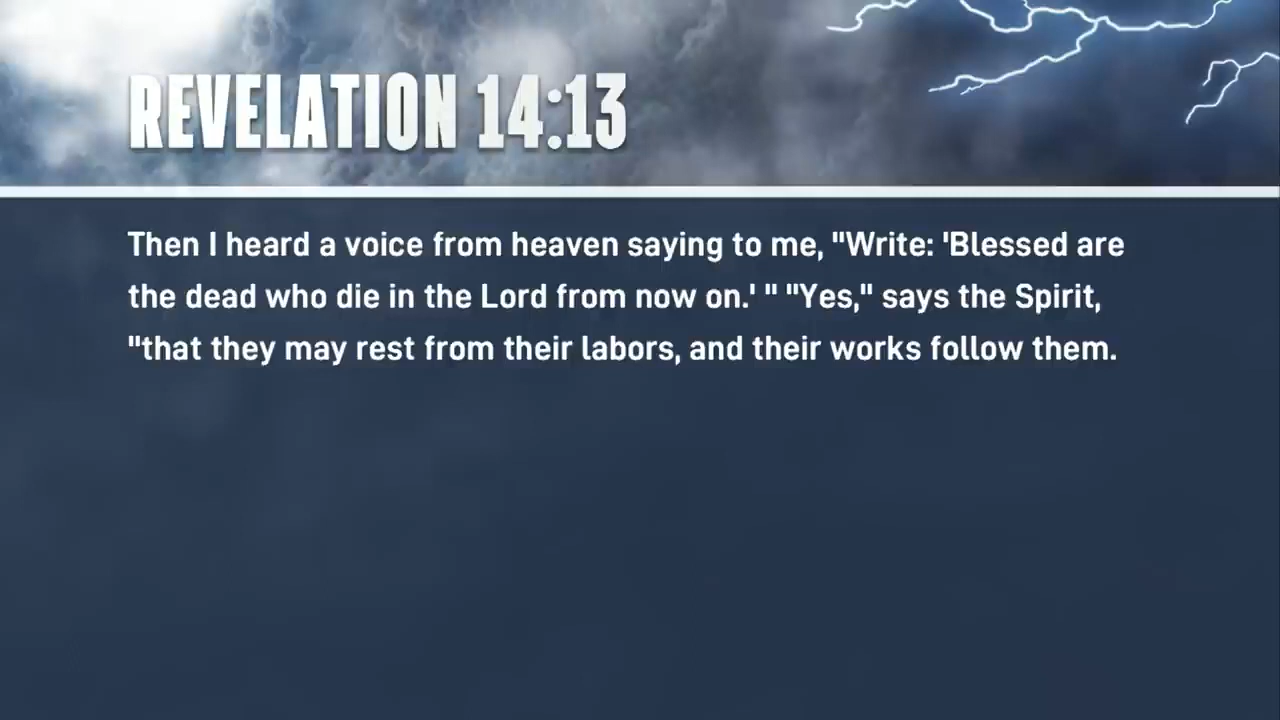 REVELATION 14:13
Then I heard a voice from heaven saying to me, "Write: 'Blessed are
the dead who die in the Lord from now on.' " "Yes," says the Spirit,
"that they may rest from their labors, and their works follow them.